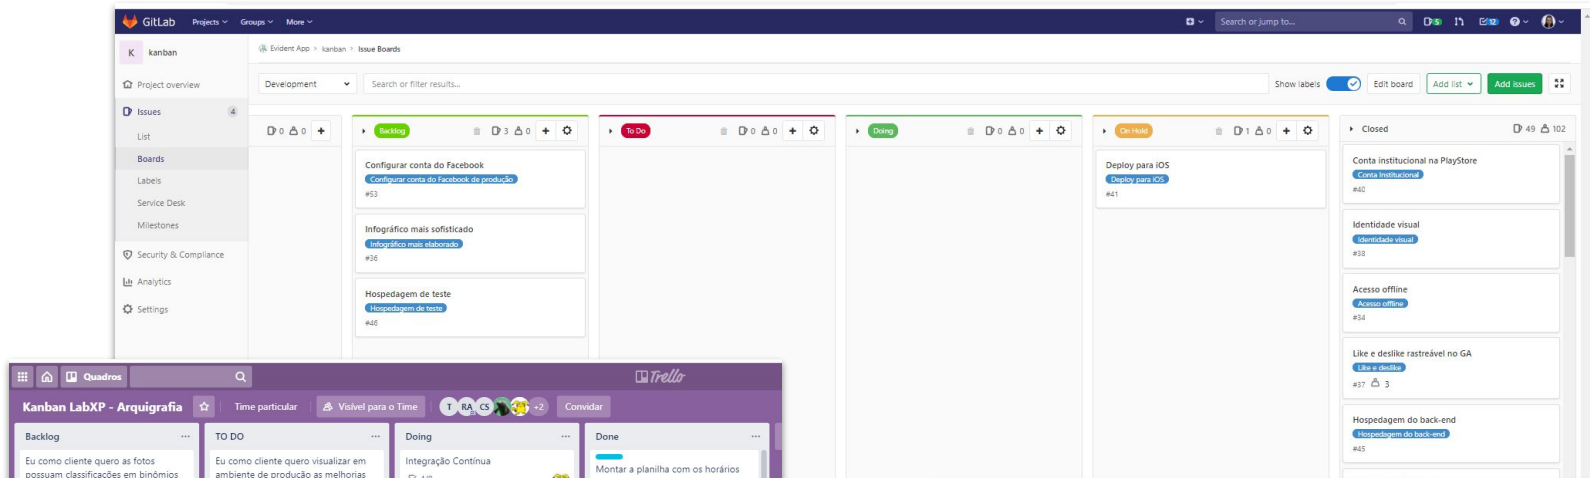 GitLab Projects Groups More Search or jump to... 5 12
K kanban
Evident App > kanban > Issue Boards
Project overview
Issues 4
List
Boards
Labels
Service Desk
Milestones
Security & Compliance
Analytics
Settings
Development Search or filter results... Show labels Edit board Add list Add issues
0 0 +
Backlog 3 0 +
Configurar conta do Facebook
Configurar conta do Facebook de produção
#53
Infográfico mais sofisticado
Infográfico mais elaborado
#36
Hospedagem de teste
Hospedagem de teste
#46
To Do 0 0 +
Doing 0 0 +
On Hold 1 0 +
Deploy para iOS
Deploy para iOS
#41
Closed 49 102
Conta institucional na PlayStore
Conta Institucional
#40
Identidade visual
Identidade visual
#38
Acesso offline
Acesso offline
#34
Like e deslike rastreável no GA
Like e deslike
#37 3
Hospedagem do back-end
Hospedagem do back-end
#45
Quadros Trello
Kanban LabXP - Arquigrafia Time particular Visível para o Time T RA CS +2 Convidar
Backlog ...
Eu como cliente quero as fotos
possuam classificações em binômios
TO DO ...
Eu como cliente quero visualizar em
ambiente de produção as melhorias
Doing ...
Integração Contínua
Done ...
Montar a planilha com os horários